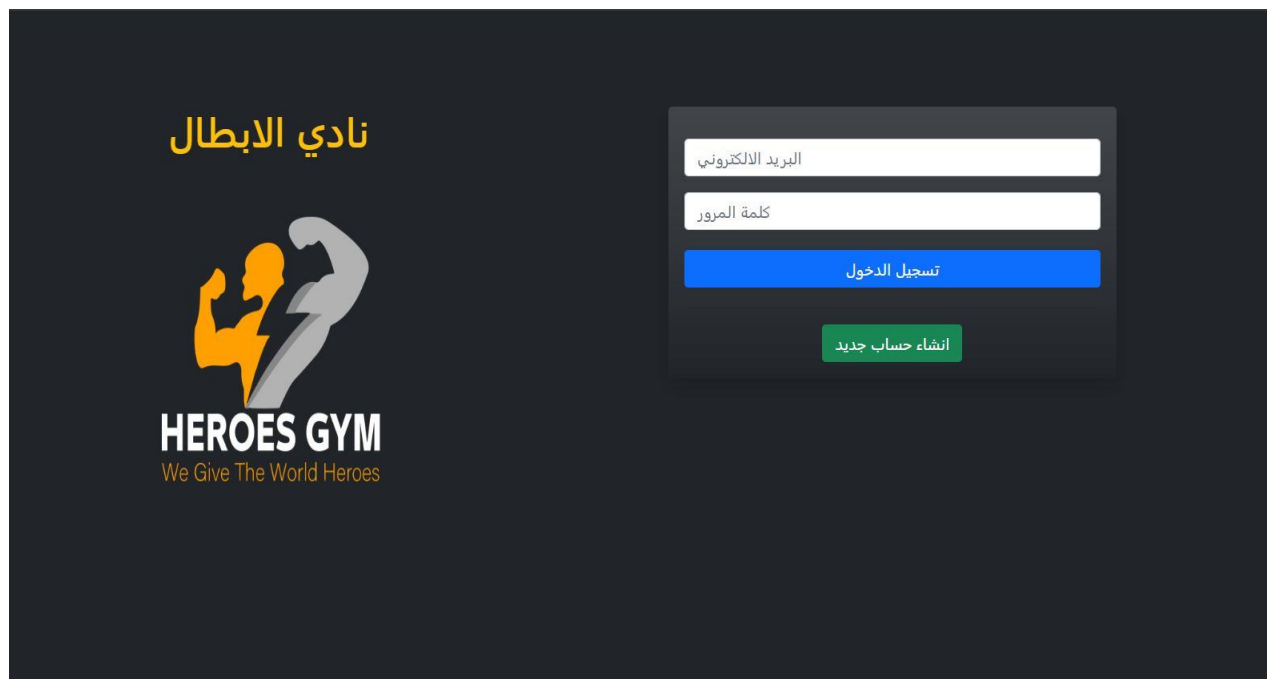 نادي الابطال
HEROES GYM
We Give The World Heroes
البريد الالكتروني
كلمة المرور
تسجيل الدخول
انشاء حساب جديد